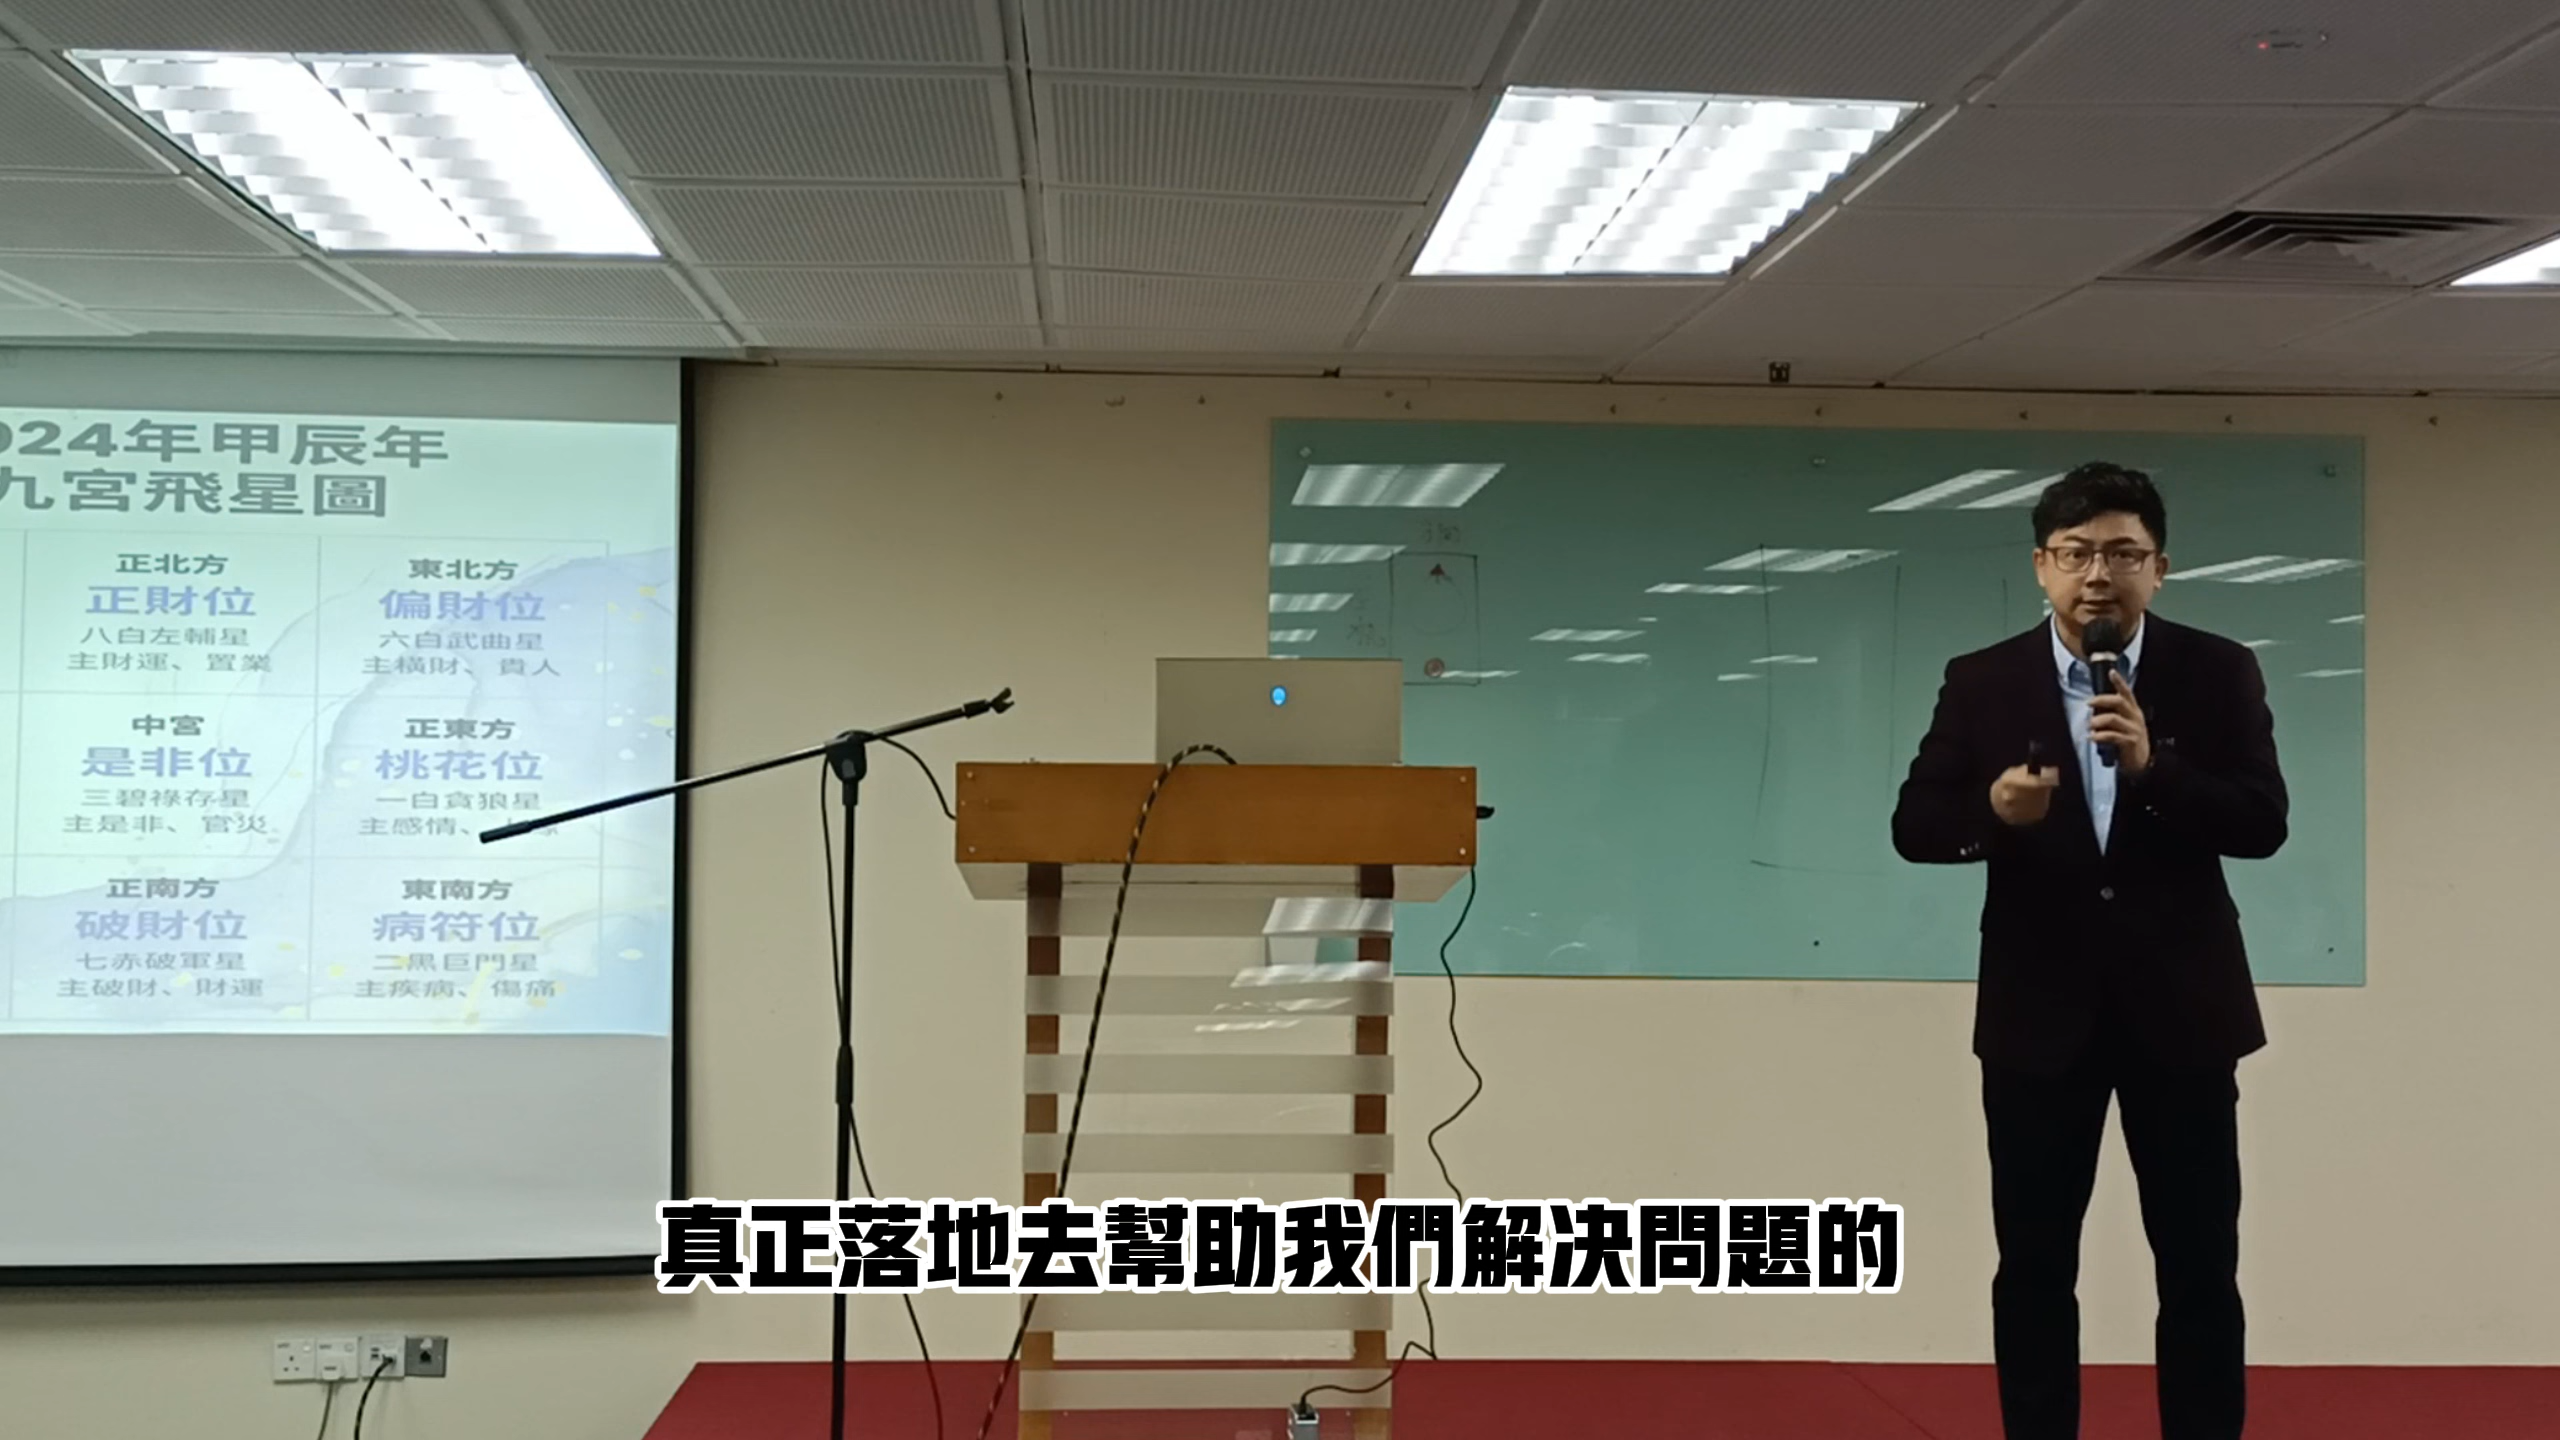 024年甲辰年
九宮飛星圖
正北方
正財位
八白左輔星
主財運、置業
東北方
偏財位
六白武曲星
主橫財、貴人
中宮
是非位
三碧祿存星
主是非、官災
正東方
桃花位
一白貪狼星
主感情、
正南方
破財位
七赤破軍星
主破財、財運
東南方
病符位
二黑巨門星
主疾病、傷痛
真正落地去幫助我們解決問題的